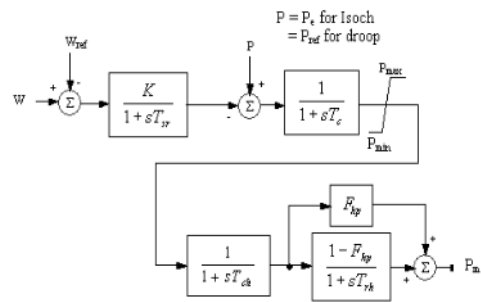 P = Pe for Isoch
= Pref for droop
Wref
P
+
-
+
Pmax
W
Σ
K
1 + sTsr
-
Σ
1
1 + sTc
Pmin
Fhp
+
1
1 + sTch
1 − Fhp
1 + sTrh
+
Σ
Pm